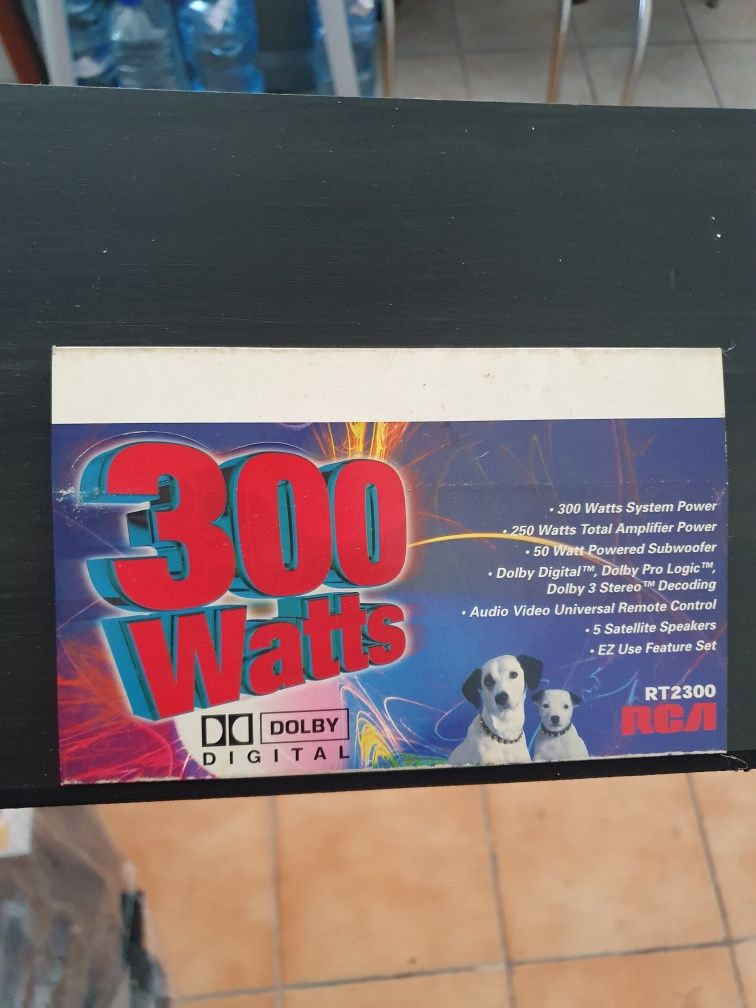 300
Watts
DOLBY
DIGITAL
• 300 Watts System Power
• 250 Watts Total Amplifier Power
• 50 Watt Powered Subwoofer
• Dolby Digital™, Dolby Pro Logic™,
Dolby 3 Stereo™ Decoding
• Audio Video Universal Remote Control
• 5 Satellite Speakers
• EZ Use Feature Set
RT2300
RCA